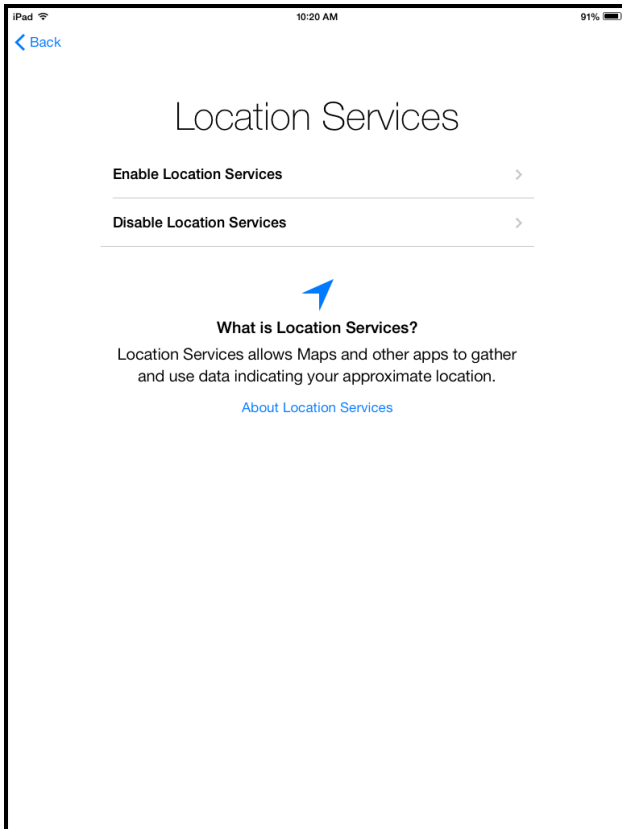 iPad 10:20 AM 91%
Back
Location Services
Enable Location Services
Disable Location Services
What is Location Services?
Location Services allows Maps and other apps to gather
and use data indicating your approximate location.
About Location Services